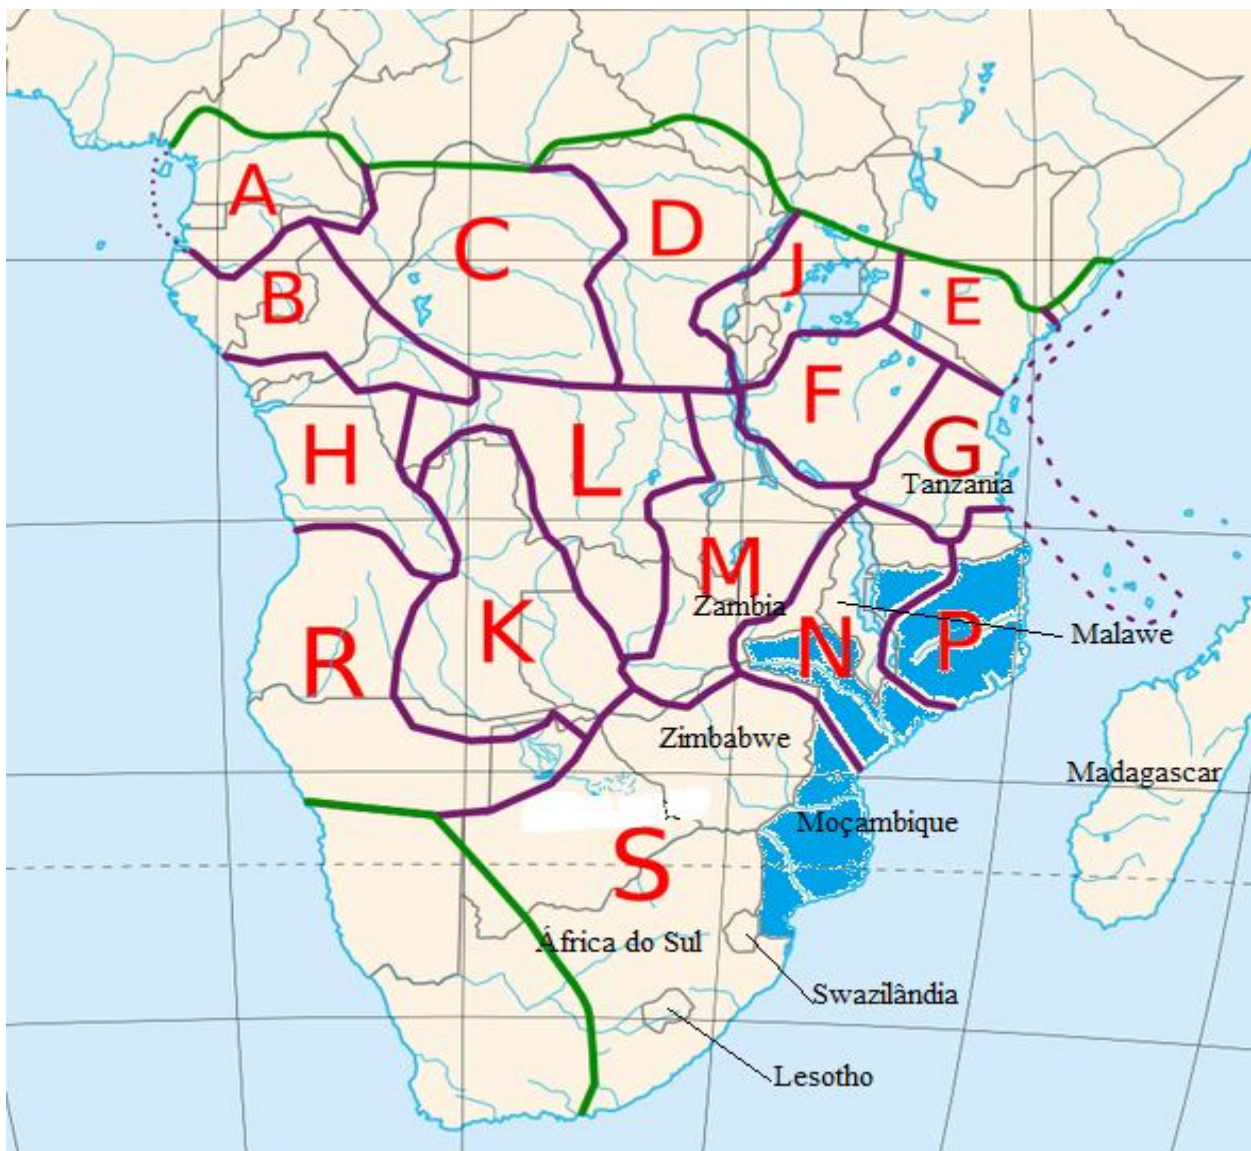 A
C
D
J
B
E
F
H
L
G
Tanzania
M
Zambia
K
N
P
Malawe
R
Zimbabwe
Madagascar
Moçambique
S
África do Sul
Swazilândia
Lesotho